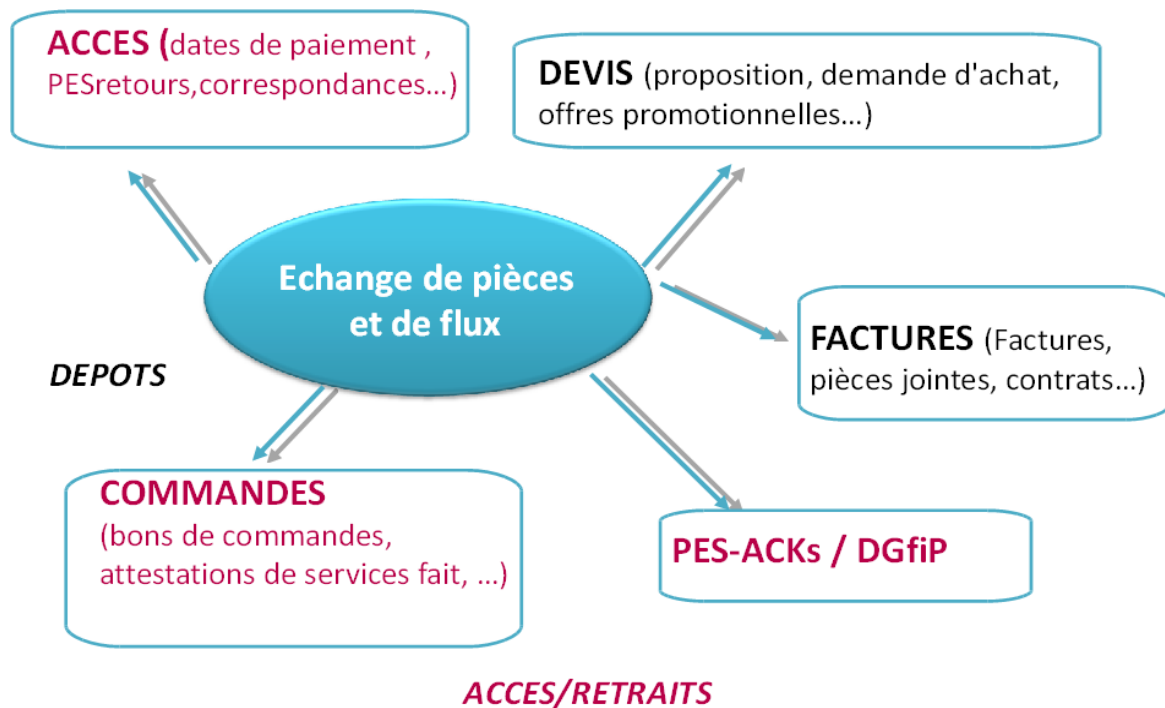 ACCES (dates de paiement ,
PESretours,correspondances...)
DEVIS (proposition, demande d'achat,
offres promotionnelles...)
Echange de pièces
et de flux
FACTURES (Factures,
pièces jointes, contrats...)
DEPOTS
COMMANDES
(bons de commandes,
attestations de services fait, ...)
PES-ACKs / DGfiP
ACCES/RETRAITS